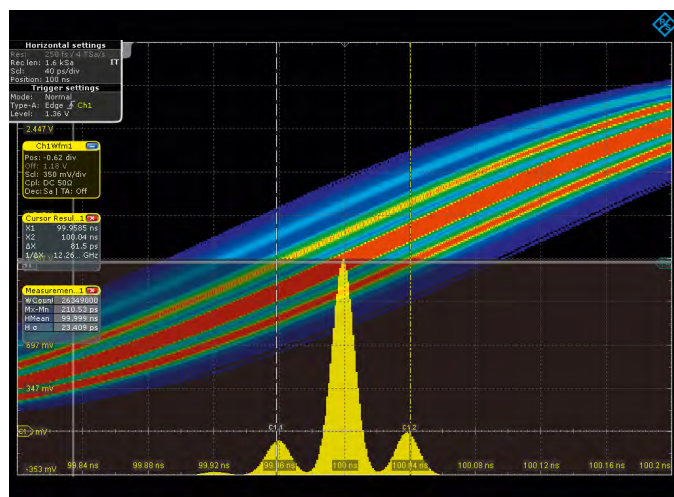 Horizontal settings
Res: 250 fs / 4 TSa/s
Rec len: 1.6 kSa IT
Scl: 40 ps/div
Position: 100 ns
Trigger settings
Mode: Normal
Type-A: Edge Ch1
Level: 1.36 V
2.447 V
Ch1Wfm1
Pos: -0.62 div
Off: 1.18 V
Scl: 350 mV/div
Cpl: DC 50Ω
Dec: Sa | TA: Off
Cursor Resul...1
X1 99.9585 ns
X2 100.04 ns
ΔX 81.5 ps
1/ΔX 12.26... GHz
Measuremen...1
WCount 26349000
Mx-Mn 210.53 ps
HMean 99.999 ns
H σ 23.409 ps
697 mV
347 mV
C1.1
C1.2
-353 mV
99.84 ns
99.88 ns
99.92 ns
99.96 ns
100 ns
100.04 ns
100.08 ns
100.12 ns
100.16 ns
100.2 ns